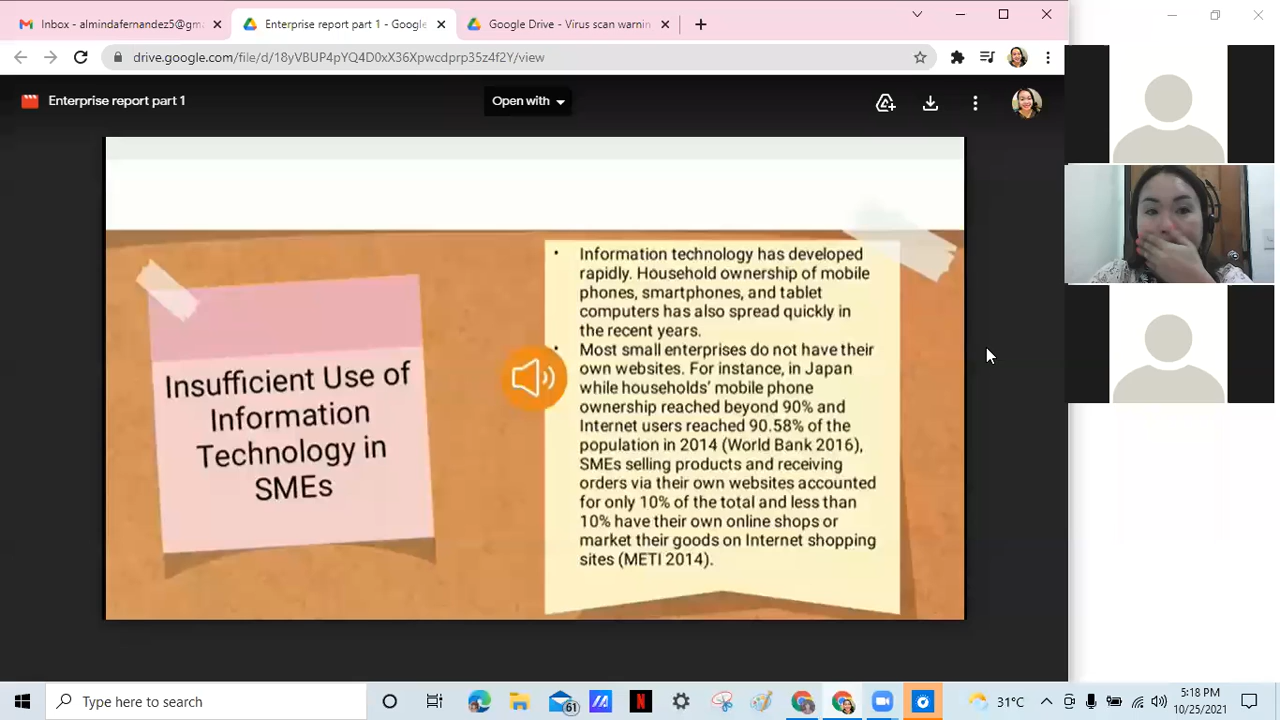 Inbox - almindafernandez5@gma
Enterprise report part 1 - Google
Google Drive - Virus scan warnin
drive.google.com/file/d/18yVBUP4pYQ4D0xX36Xpwcdprp35z4f2Y/view
Enterprise report part 1
Open with
Insufficient Use of
Information
Technology in
SMEs
• Information technology has developed
rapidly. Household ownership of mobile
phones, smartphones, and tablet
computers has also spread quickly in
the recent years.
• Most small enterprises do not have their
own websites. For instance, in Japan
while households’ mobile phone
ownership reached beyond 90% and
Internet users reached 90.58% of the
population in 2014 (World Bank 2016),
SMEs selling products and receiving
orders via their own websites accounted
for only 10% of the total and less than
10% have their own online shops or
market their goods on Internet shopping
sites (METI 2014).
Type here to search
61
N
31°C
5:18 PM
10/25/2021